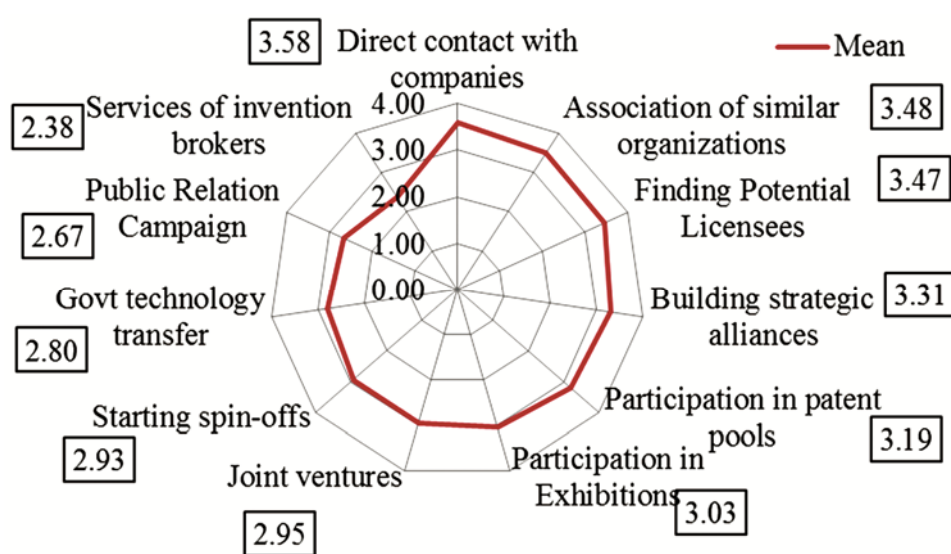 3.58
Direct contact with
companies
Mean
Association of similar
organizations
3.48
Finding Potential
Licensees
3.47
Building strategic
alliances
3.31
Participation in patent
pools
3.19
Participation in
Exhibitions
3.03
Joint ventures
2.95
Starting spin-offs
2.93
Govt technology
transfer
2.80
Public Relation
Campaign
2.67
Services of invention
brokers
2.38
4.00
3.00
2.00
1.00
0.00